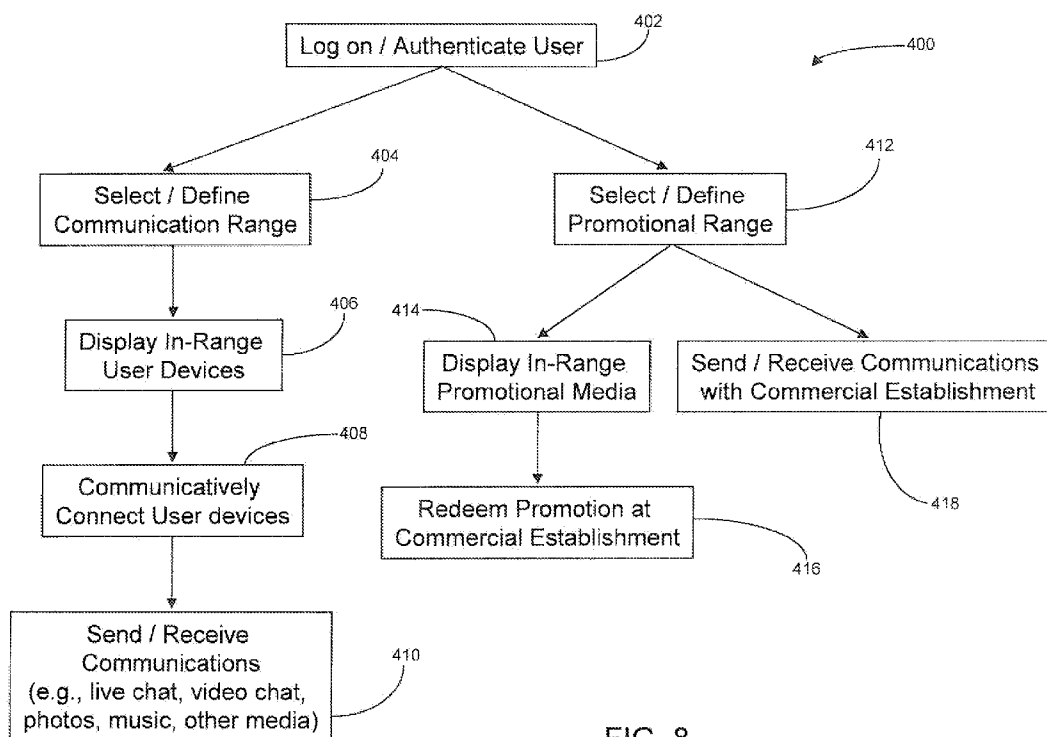 Log on / Authenticate User
402
400
404
412
Select / Define
Communication Range
Select / Define
Promotional Range
406
414
Display In-Range
User Devices
Display In-Range
Promotional Media
Send / Receive Communications
with Commercial Establishment
408
Communicatively
Connect User devices
Redeem Promotion at
Commercial Establishment
418
416
Send / Receive
Communications
(e.g., live chat, video chat,
photos, music, other media)
410
FIG. 8